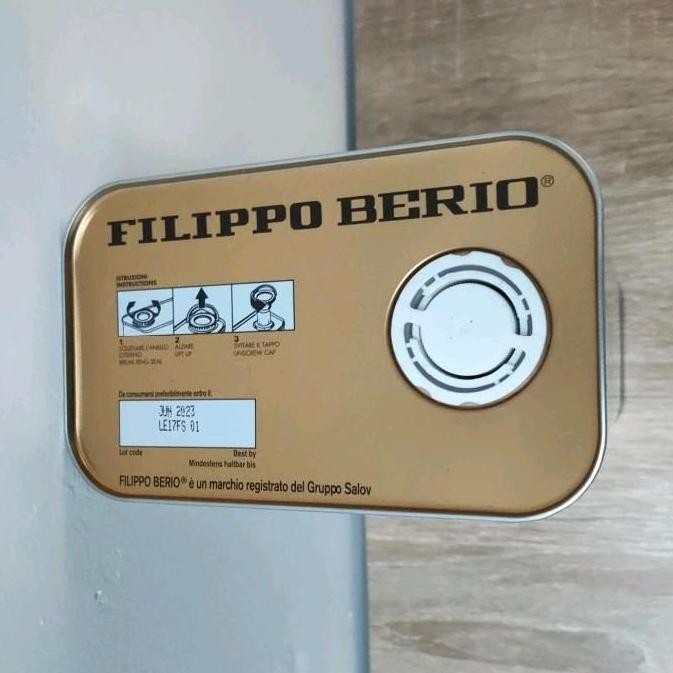 FILIPPO BERIO®
ISTRUZIONI
INSTRUCTIONS
1
SOLLEVARE L'ANELLO
ESTERNO
BREAK RING SEAL
2
ALZARE
LIFT UP
3
SVITARE IL TAPPO
UNSCREW CAP
Da consumarsi preferibilmente entro il:
JUN 2023
LE17FS 01
Lot code Best by
Mindestens haltbar bis
FILIPPO BERIO® è un marchio registrato del Gruppo Salov